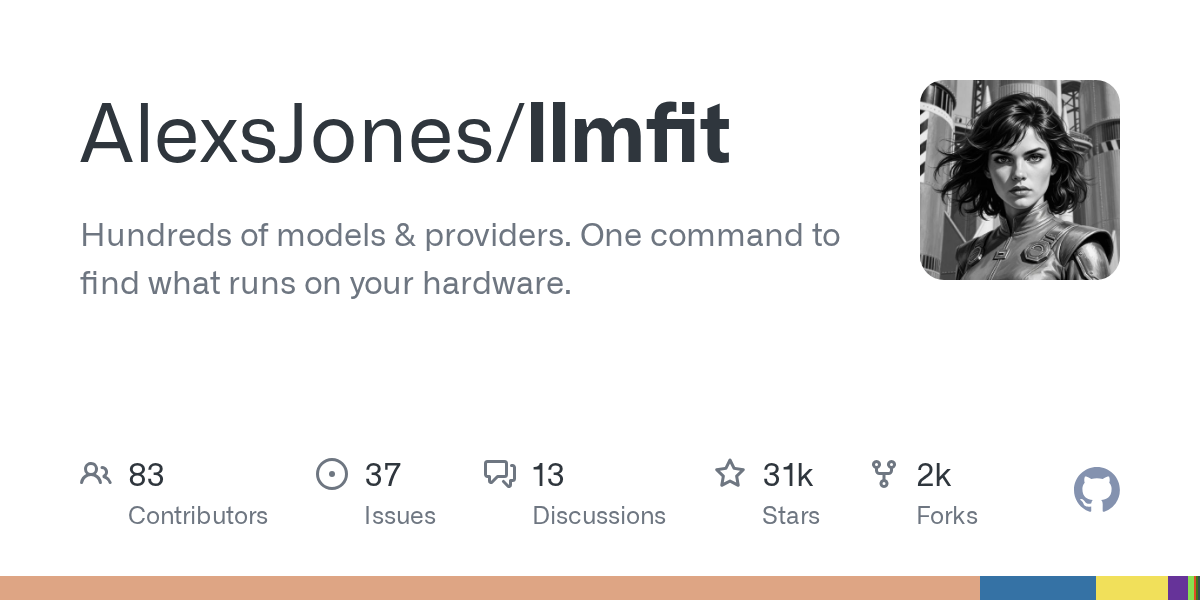 AlexsJones/llmfit
Hundreds of models & providers. One command to
find what runs on your hardware.
83
Contributors
37
Issues
13
Discussions
31k
Stars
2k
Forks